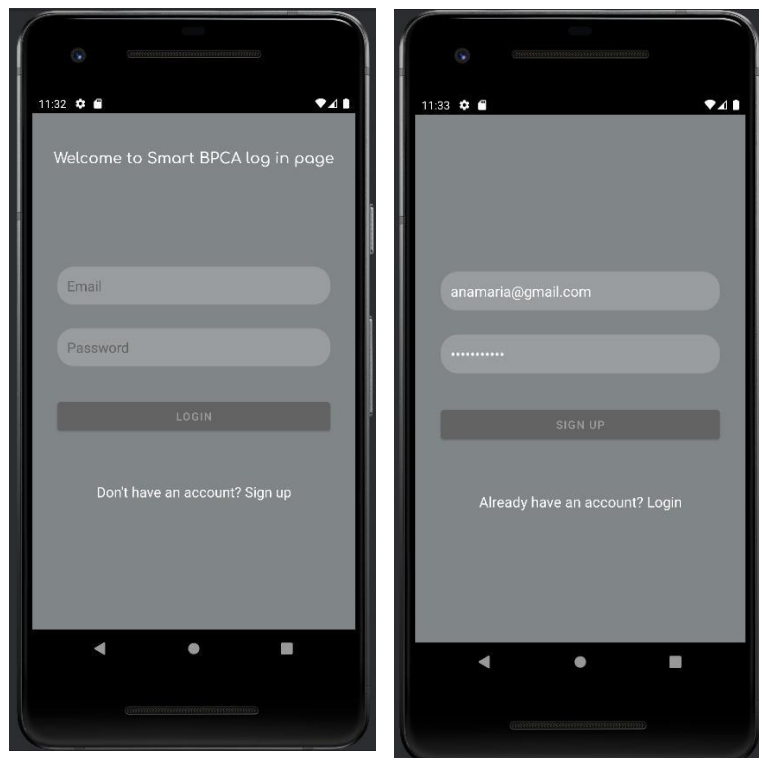 11:32
Welcome to Smart BPCA log in page
Email
Password
LOGIN
Don't have an account? Sign up
11:33
anamaria@gmail.com
•••••••••••
SIGN UP
Already have an account? Login